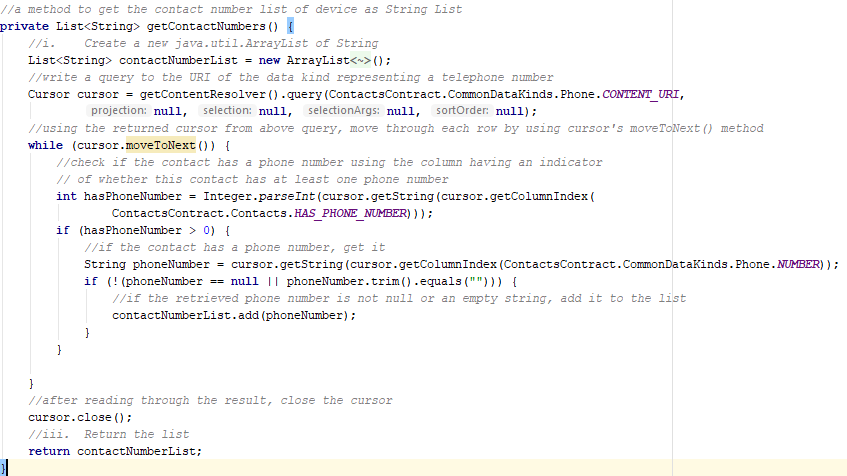 //a method to get the contact number list of device as String List
private List<String> getContactNumbers() {
//i.    Create a new java.util.ArrayList of String
List<String> contactNumberList = new ArrayList<~>();
//write a query to the URI of the data kind representing a telephone number
Cursor cursor = getContentResolver().query(ContactsContract.CommonDataKinds.Phone.CONTENT_URI,
projection: null, selection: null, selectionArgs: null, sortOrder: null);
//using the returned cursor from above query, move through each row by using cursor's moveToNext() method
while (cursor.moveToNext()) {
//check if the contact has a phone number using the column having an indicator
// of whether this contact has at least one phone number
int hasPhoneNumber = Integer.parseInt(cursor.getString(cursor.getColumnIndex(
ContactsContract.Contacts.HAS_PHONE_NUMBER)));
if (hasPhoneNumber > 0) {
//if the contact has a phone number, get it
String phoneNumber = cursor.getString(cursor.getColumnIndex(ContactsContract.CommonDataKinds.Phone.NUMBER));
if (!(phoneNumber == null || phoneNumber.trim().equals(""))) {
//if the retrieved phone number is not null or an empty string, add it to the list
contactNumberList.add(phoneNumber);
}
}
}
//after reading through the result, close the cursor
cursor.close();
//iii.  Return the list
return contactNumberList;
}